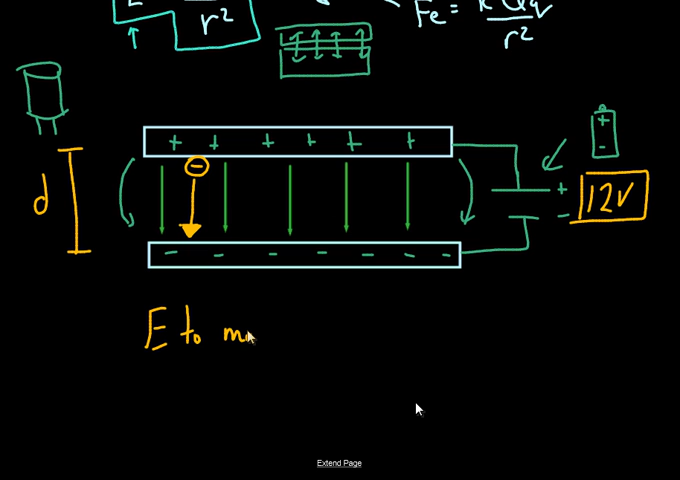 r²
Fe = k Qq
r²
+ + + + + +
+
-
-
d
+
-
12V
- - - - - - -
E to m
Extend Page